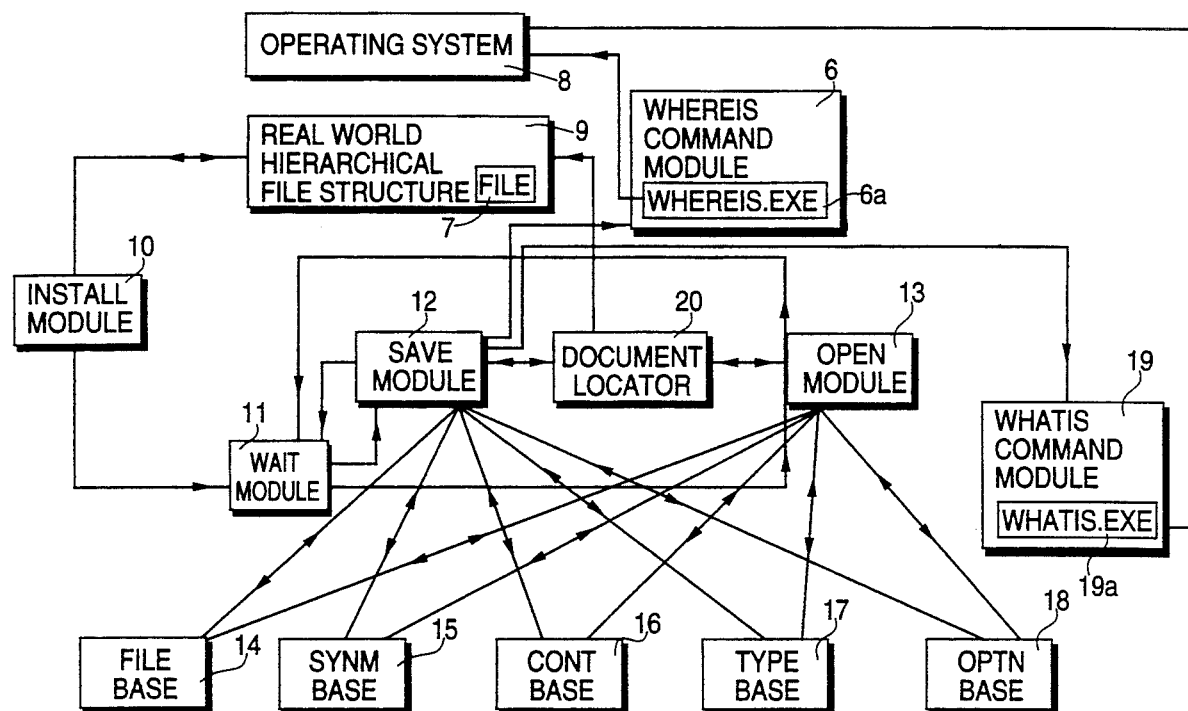 OPERATING SYSTEM
8
6
WHEREIS
COMMAND
MODULE
WHEREIS.EXE
6a
9
REAL WORLD
HIERARCHICAL
FILE STRUCTURE
FILE
7
10
INSTALL
MODULE
12
SAVE
MODULE
20
DOCUMENT
LOCATOR
13
OPEN
MODULE
11
WAIT
MODULE
19
WHATIS
COMMAND
MODULE
WHATIS.EXE
19a
FILE
BASE
14
SYNM
BASE
15
CONT
BASE
16
TYPE
BASE
17
OPTN
BASE
18